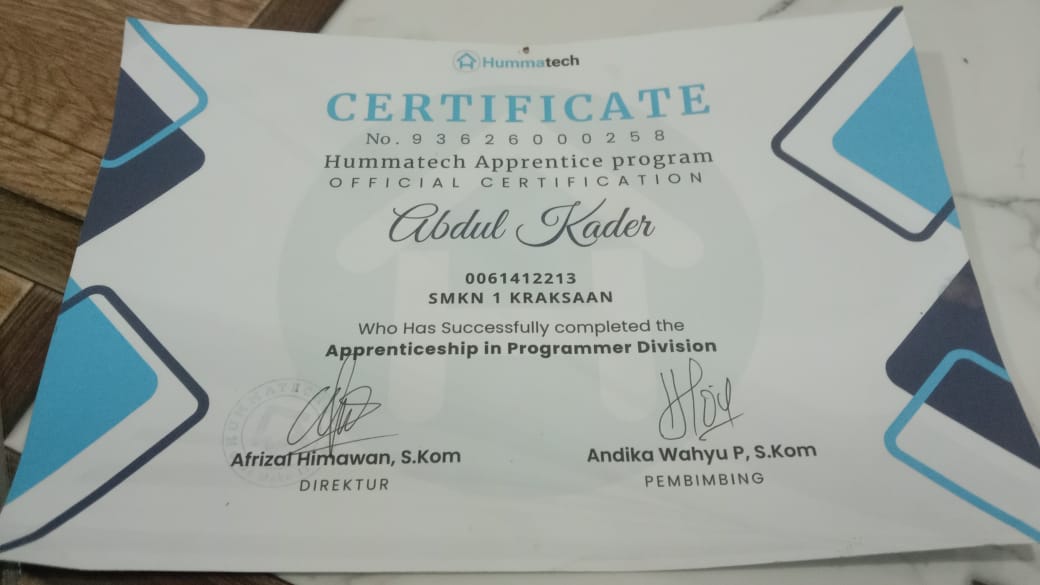 Hummatech
CERTIFICATE
No. 93626000258
Hummatech Apprentice program
OFFICIAL CERTIFICATION
Abdul Kader
0061412213
SMKN 1 KRAKSAAN
Who Has Successfully completed the
Apprenticeship in Programmer Division
Afrizal Himawan, S.Kom
Andika Wahyu P, S.Kom
DIREKTUR
PEMBIMBING